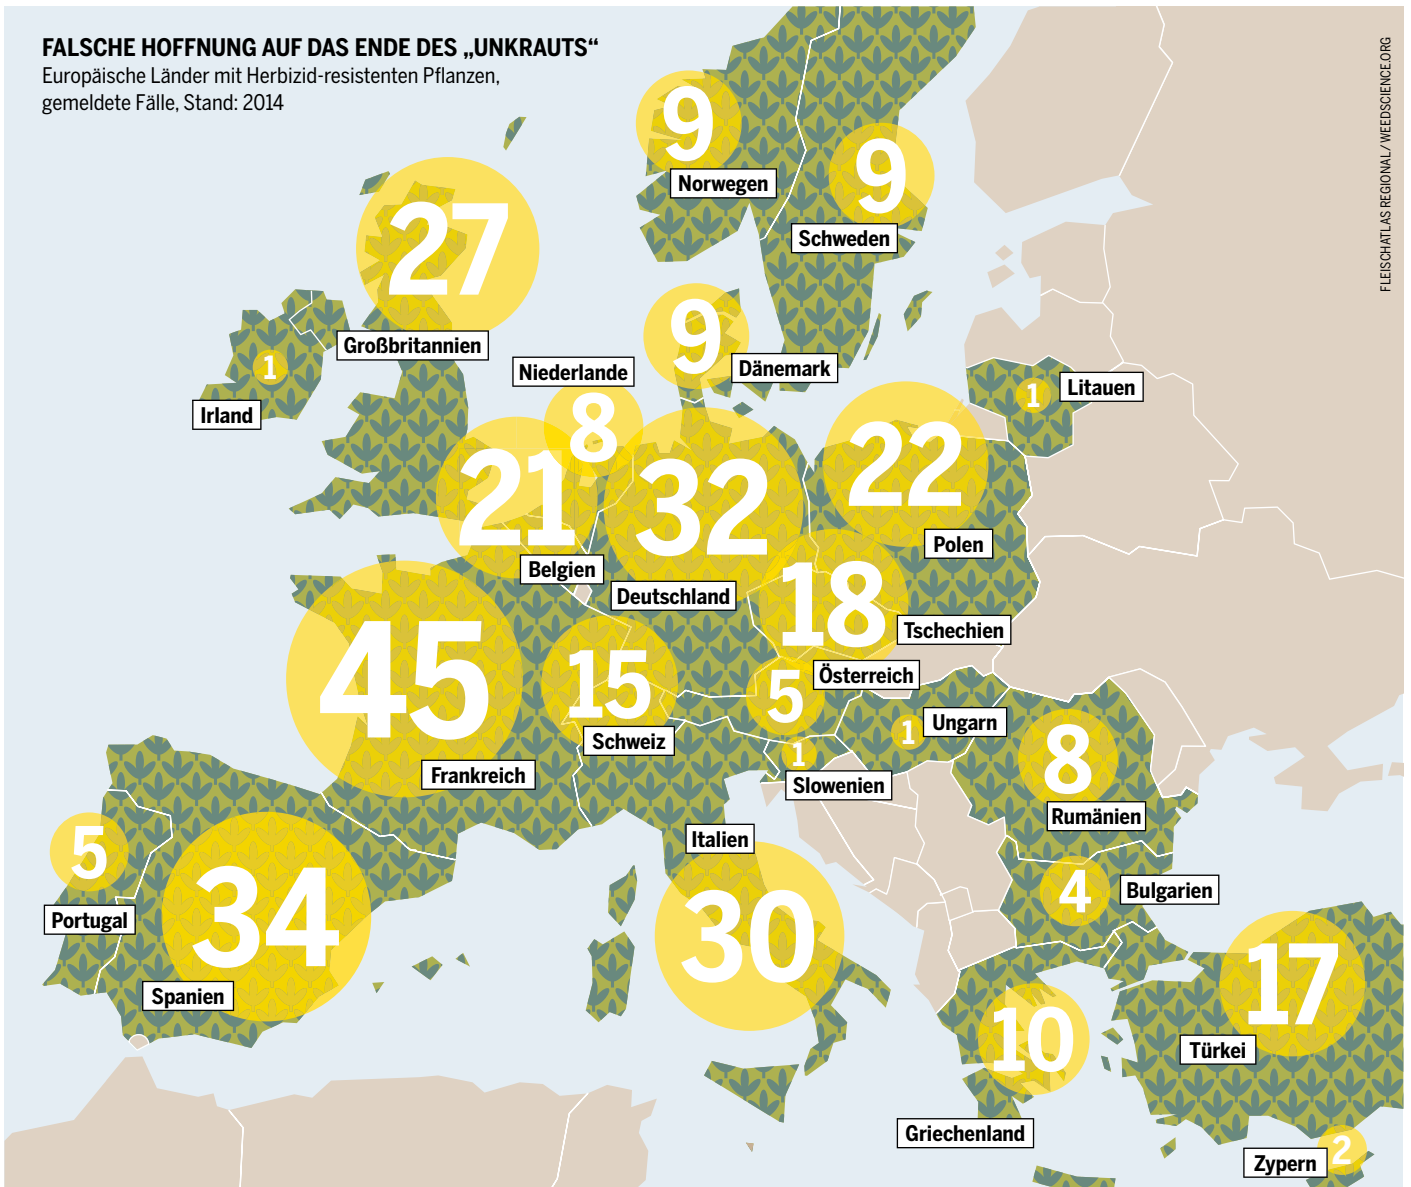 FALSCHE HOFFNUNG AUF DAS ENDE DES „UNKRAUTS“
Europäische Länder mit Herbizid-resistenten Pflanzen,
gemeldete Fälle, Stand: 2014
FLEISCHATLAS REGIONAL / WEEDSCIENCE.ORG
9
Norwegen
9
Schweden
27
Großbritannien
1
Irland
9
Dänemark
Niederlande
8
1
Litauen
21
Belgien
32
Deutschland
22
Polen
18
Tschechien
45
Frankreich
15
Schweiz
5
Österreich
1
Ungarn
1
Slowenien
8
Rumänien
5
Portugal
34
Spanien
Italien
30
4
Bulgarien
17
Türkei
10
Griechenland
2
Zypern